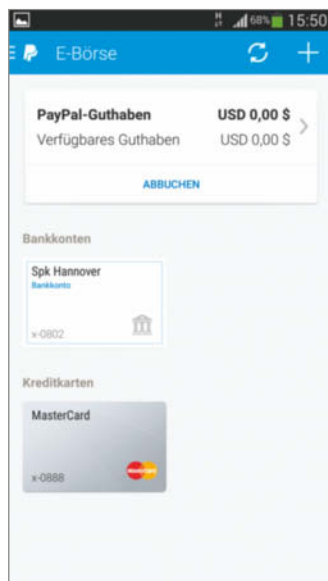 68% 15:50
E-Börse
PayPal-Guthaben USD 0,00 $
Verfügbares Guthaben USD 0,00 $
ABBUCHEN
Bankkonten
Spk Hannover
Bankkonto
x-0802
Kreditkarten
MasterCard
x-0888
MasterCard